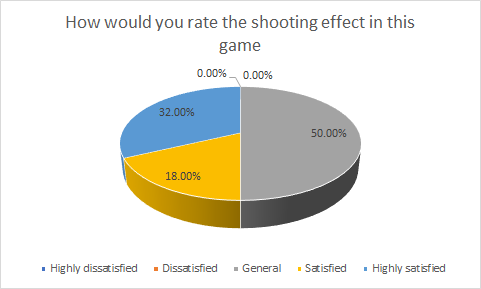 How would you rate the shooting effect in this
game
0.00% 0.00%
32.00%
50.00%
18.00%
Highly dissatisfied Dissatisfied General Satisfied Highly satisfied